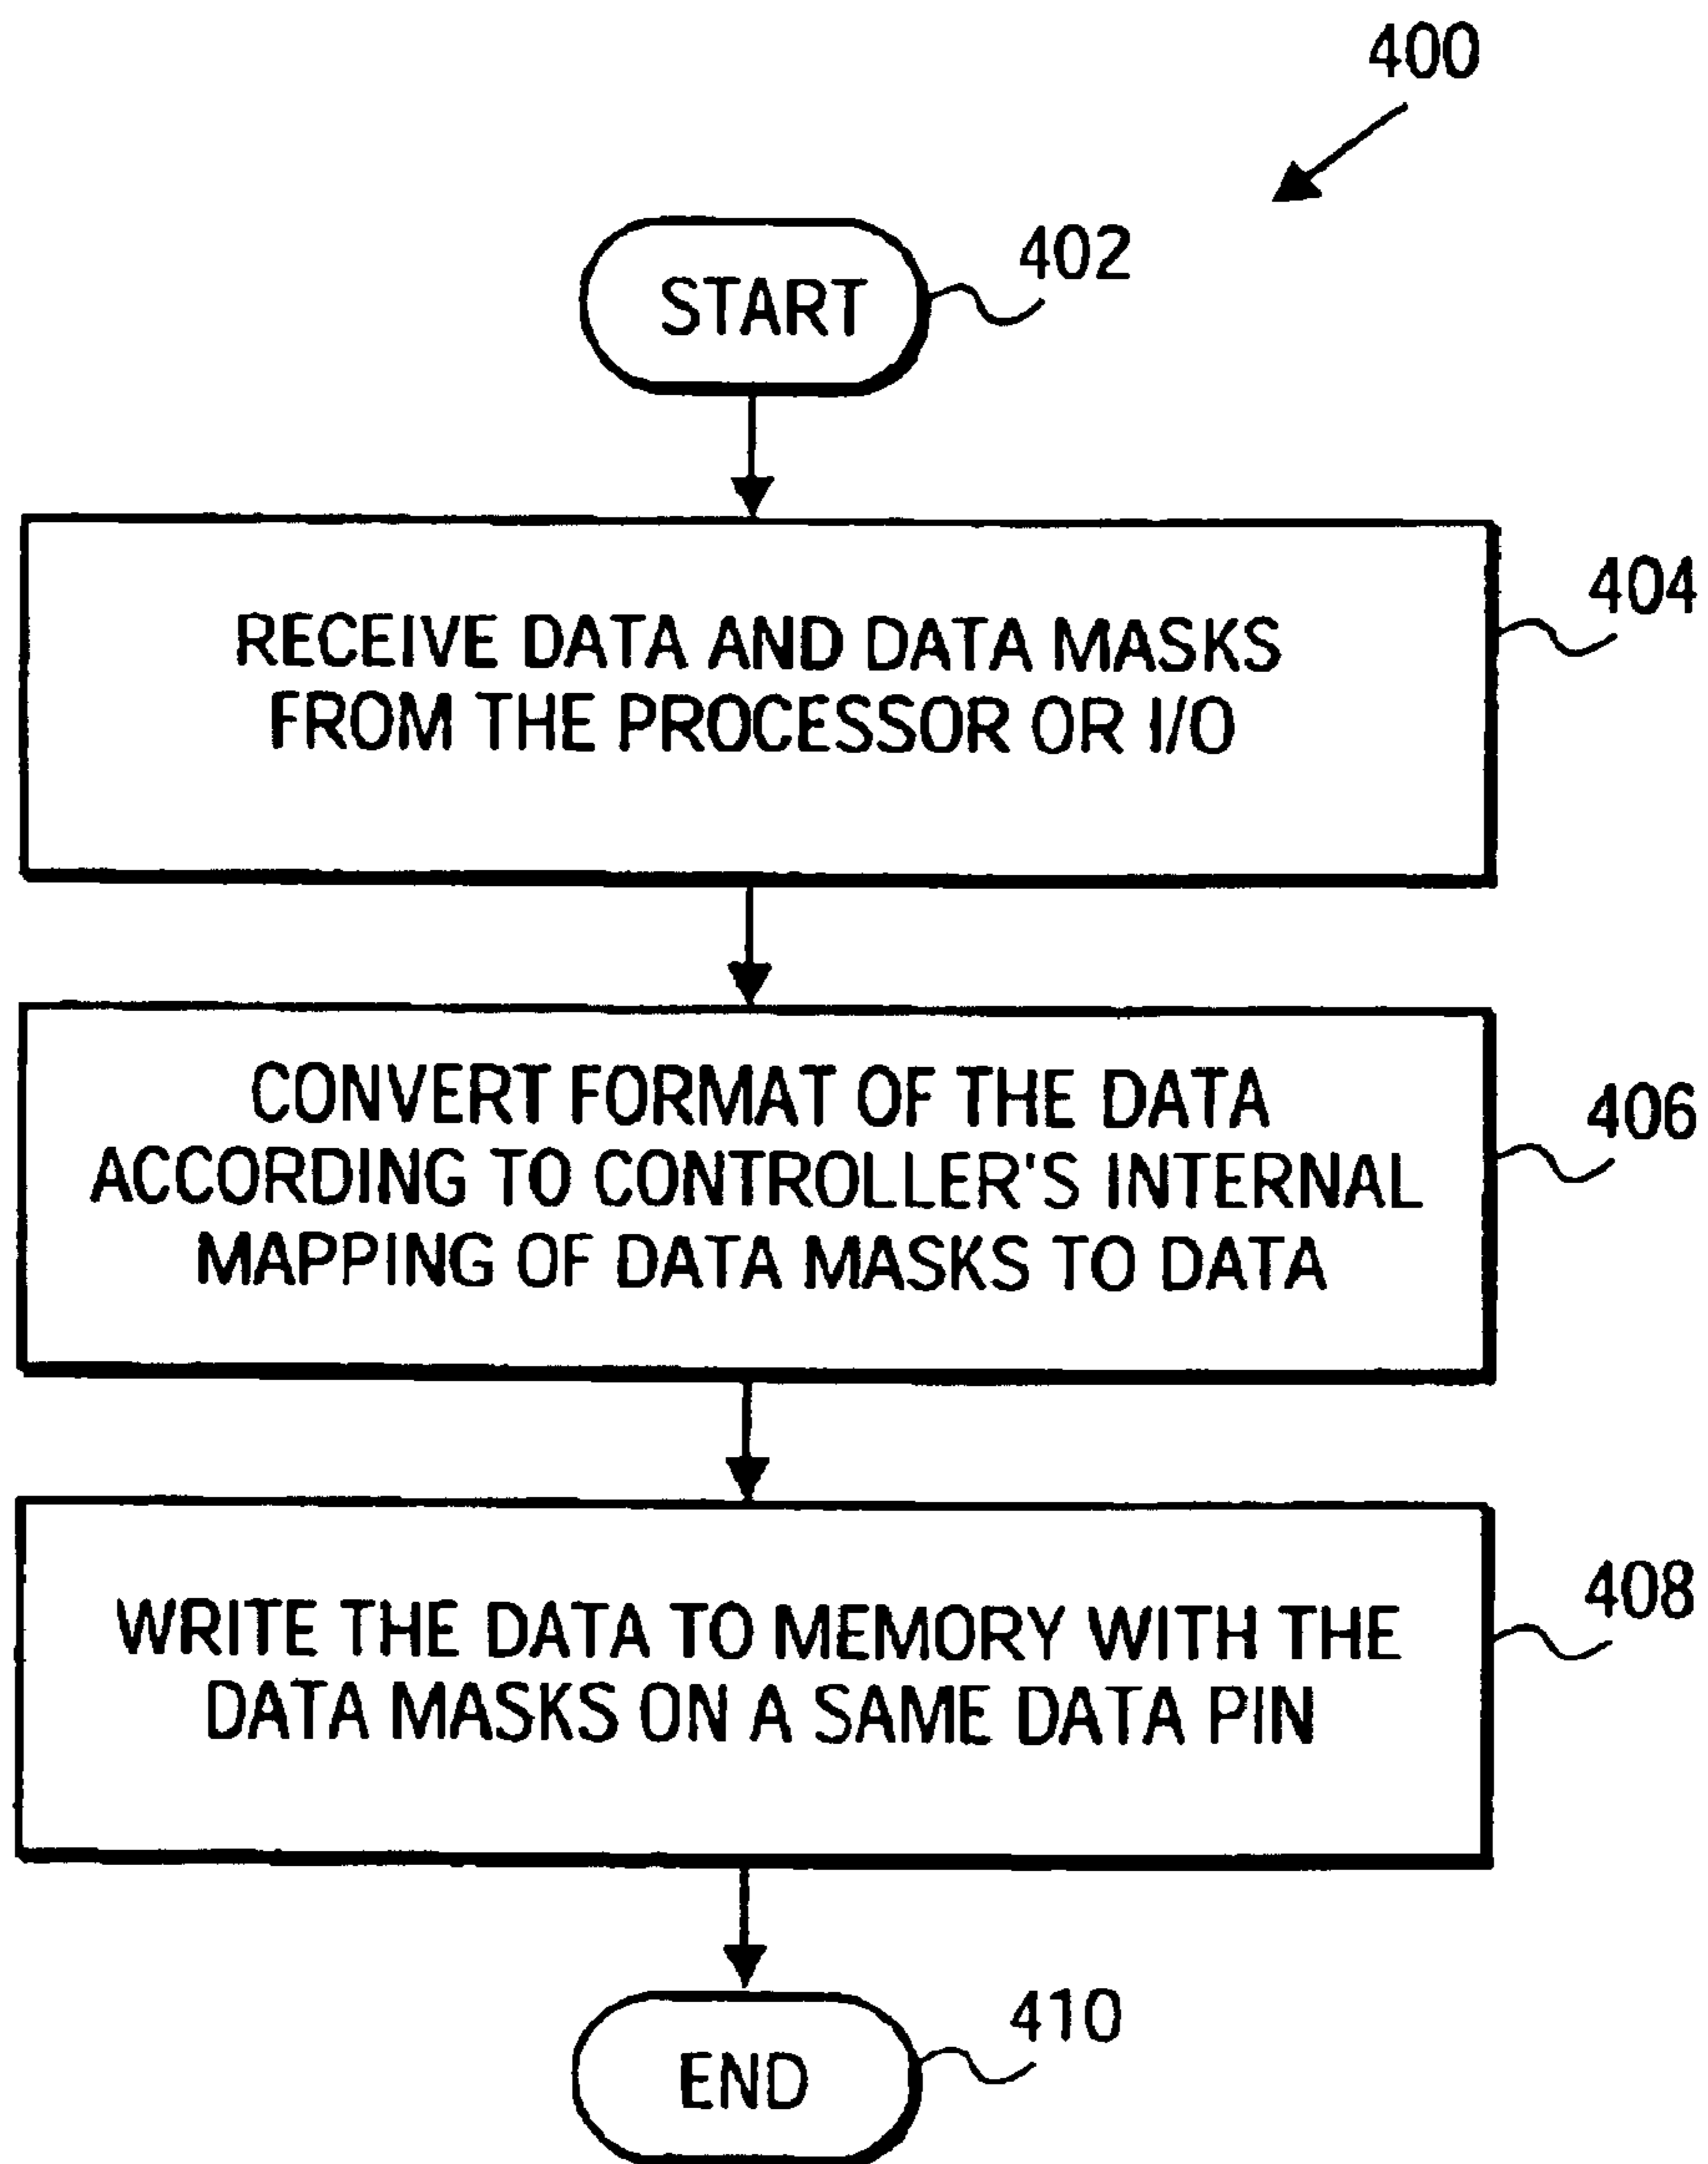 400
START
402
RECEIVE DATA AND DATA MASKS
FROM THE PROCESSOR OR I/O
404
CONVERT FORMAT OF THE DATA
ACCORDING TO CONTROLLER'S INTERNAL
MAPPING OF DATA MASKS TO DATA
406
WRITE THE DATA TO MEMORY WITH THE
DATA MASKS ON A SAME DATA PIN
408
END
410